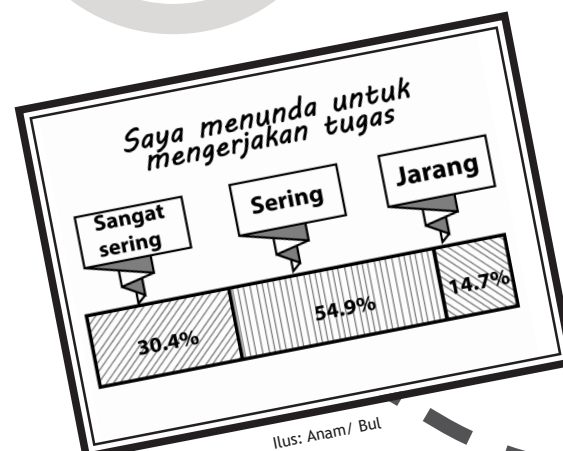 Saya menunda untuk
mengerjakan tugas
Sangat
sering
Sering
Jarang
30.4%
54.9%
14.7%
Ilus: Anam/ Bul